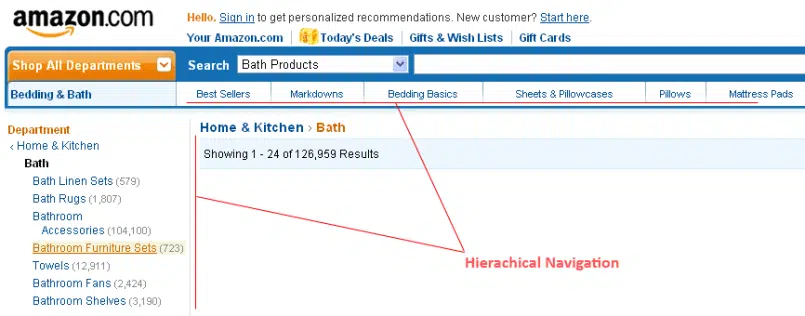 amazon.com
Hello. Sign in to get personalized recommendations. New customer? Start here.
Your Amazon.com Today's Deals Gifts & Wish Lists Gift Cards
Shop All Departments Search Bath Products
Bedding & Bath Best Sellers Markdowns Bedding Basics Sheets & Pillowcases Pillows Mattress Pads
Department
‹ Home & Kitchen
Bath
Bath Linen Sets (579)
Bath Rugs (1,807)
Bathroom
Accessories (104,100)
Bathroom Furniture Sets (723)
Towels (12,911)
Bathroom Fans (2,424)
Bathroom Shelves (3,190)
Home & Kitchen › Bath
Showing 1 - 24 of 126,959 Results
Hierachical Navigation